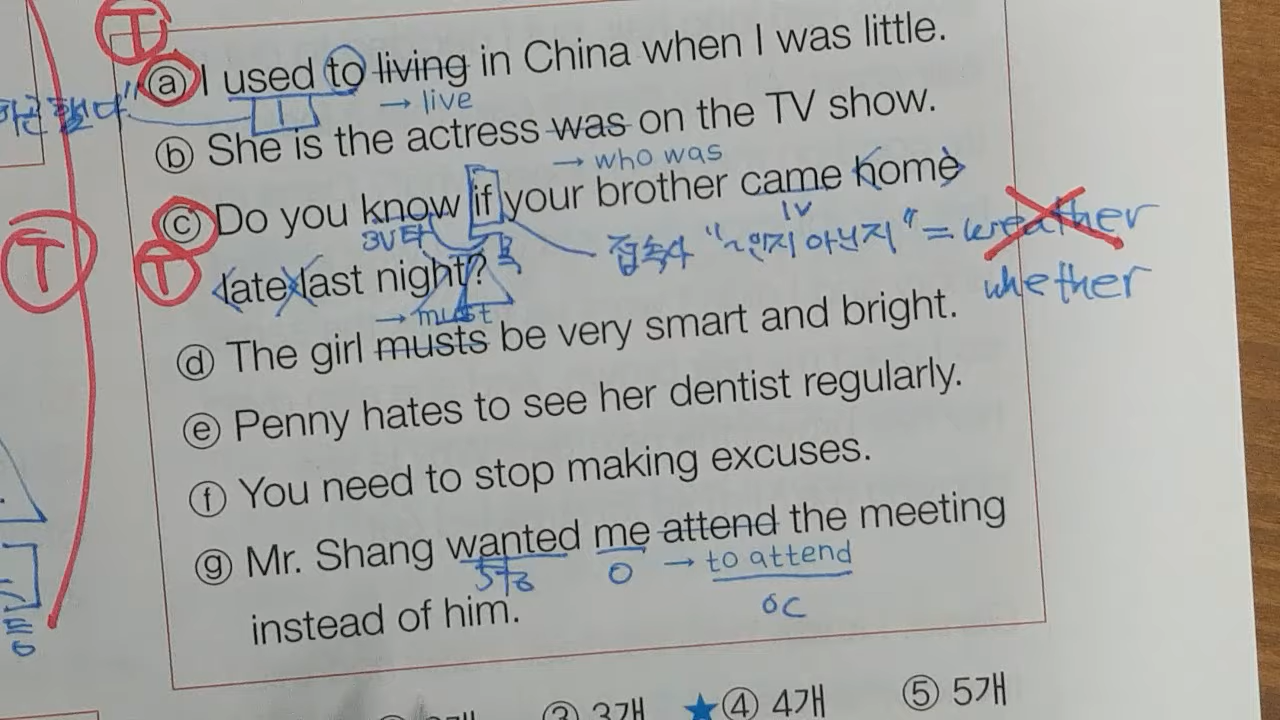 T
ⓐ I used to living in China when I was little.
→ live
ⓑ She is the actress was on the TV show.
→ who was
ⓒ Do you know if your brother came home
3V타 1V
접속사 "~인지 아닌지" = wreather
T T late last night?
whether
→ must
ⓓ The girl musts be very smart and bright.
ⓔ Penny hates to see her dentist regularly.
ⓕ You need to stop making excuses.
ⓖ Mr. Shang wanted me attend the meeting
O → to attend
OC
instead of him.
③ 3개 ★ ④ 4개 ⑤ 5개